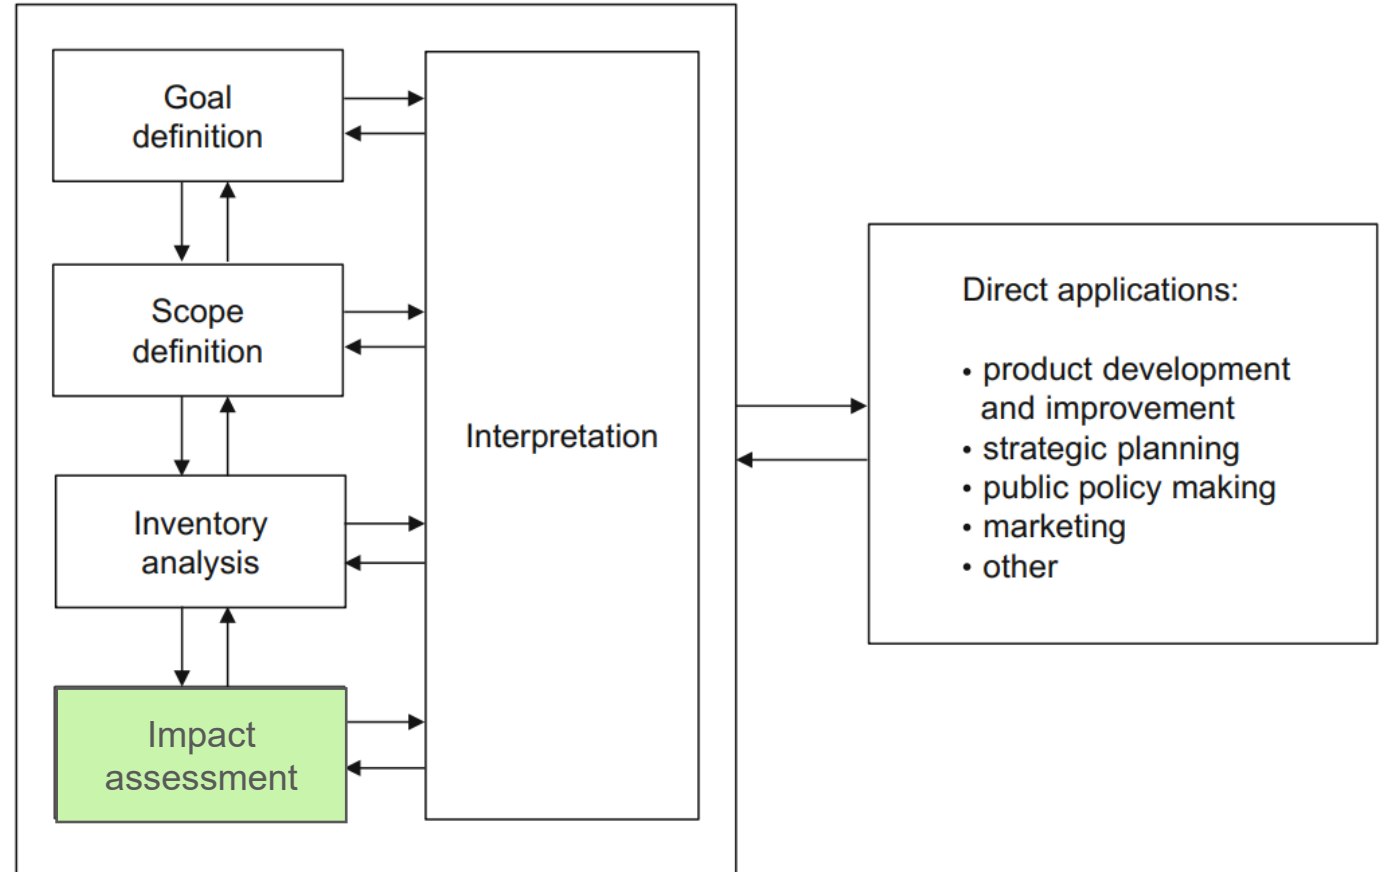 Goal
definition
Scope
definition
Inventory
analysis
Impact
assessment
Interpretation
Direct applications:
• product development
and improvement
• strategic planning
• public policy making
• marketing
• other